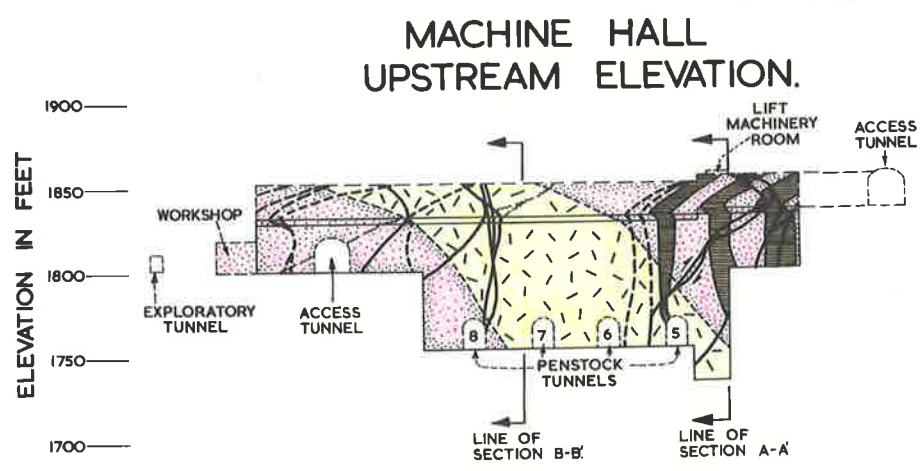 MACHINE HALL
UPSTREAM ELEVATION.
ELEVATION IN FEET
1900
1850
1800
1750
1700
LIFT
MACHINERY
ROOM
ACCESS
TUNNEL
WORKSHOP
EXPLORATORY
TUNNEL
ACCESS
TUNNEL
8
7
6
5
PENSTOCK
TUNNELS
LINE OF
SECTION B-B'.
LINE OF
SECTION A-A'